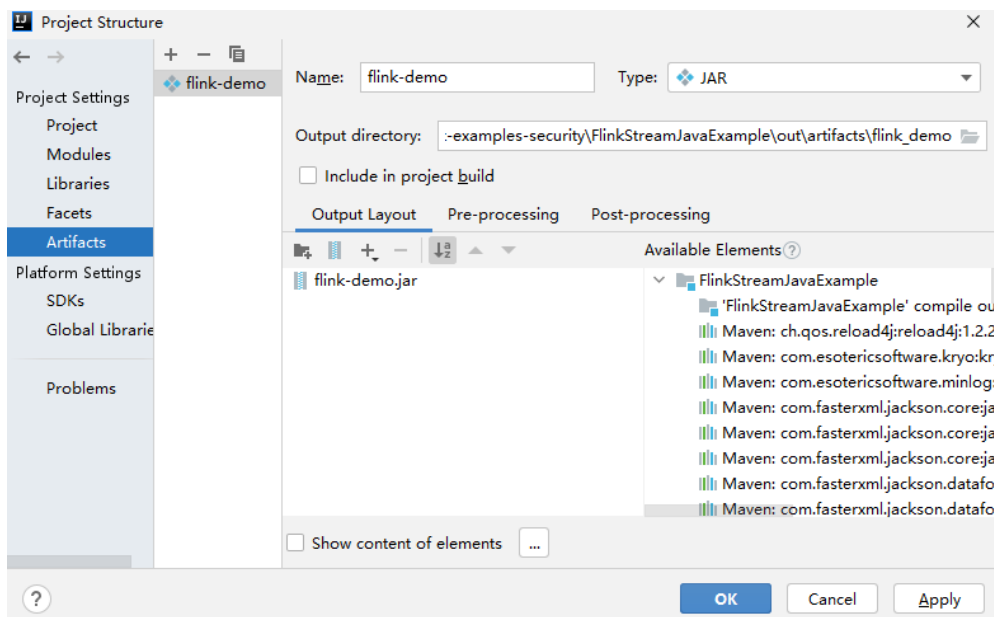 Project Structure
Project Settings
Project
Modules
Libraries
Facets
Artifacts
Platform Settings
SDKs
Global Librarie
Problems
flink-demo
Name: flink-demo Type: JAR
Output directory: :-examples-security\FlinkStreamJavaExample\out\artifacts\flink_demo
Include in project build
Output Layout Pre-processing Post-processing
Available Elements ?
flink-demo.jar
FlinkStreamJavaExample
'FlinkStreamJavaExample' compile ou
Maven: ch.qos.reload4j:reload4j:1.2.2
Maven: com.esotericsoftware.kryo:kr
Maven: com.esotericsoftware.minlog:
Maven: com.fasterxml.jackson.core:ja
Maven: com.fasterxml.jackson.core:ja
Maven: com.fasterxml.jackson.core:ja
Maven: com.fasterxml.jackson.datafo
Maven: com.fasterxml.jackson.datafo
Show content of elements ...
? OK Cancel Apply